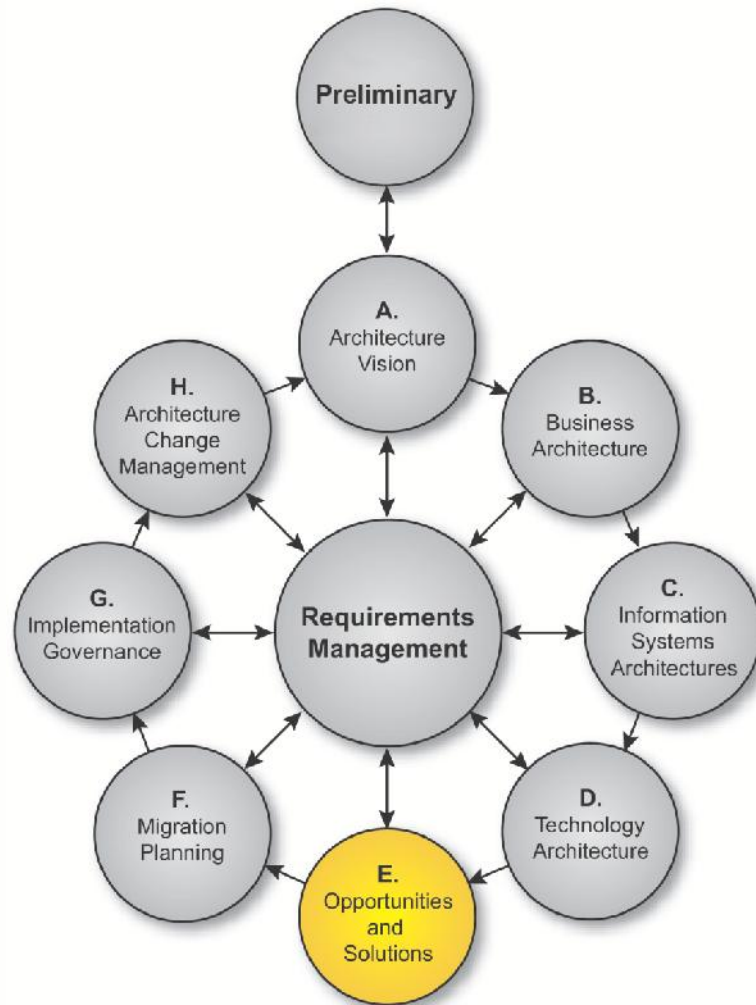 Preliminary
A.
Architecture
Vision
B.
Business
Architecture
C.
Information
Systems
Architectures
D.
Technology
Architecture
E.
Opportunities
and
Solutions
F.
Migration
Planning
G.
Implementation
Governance
H.
Architecture
Change
Management
Requirements
Management